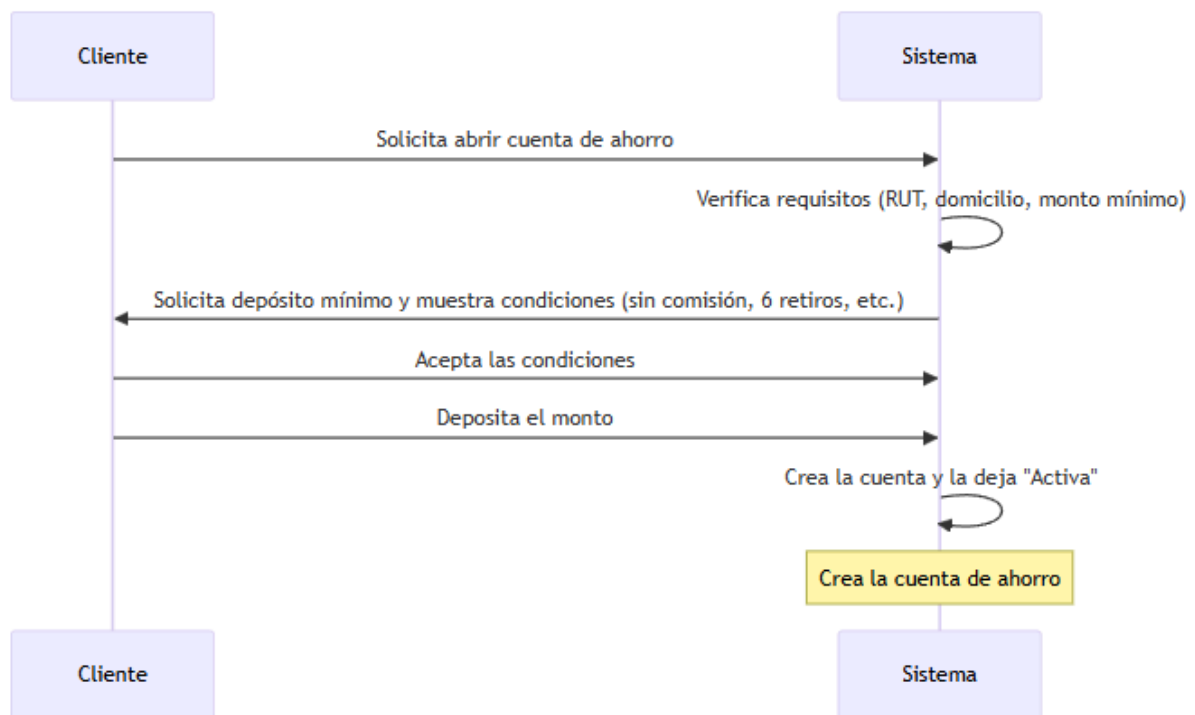 Cliente
Sistema
Solicita abrir cuenta de ahorro
Verifica requisitos (RUT, domicilio, monto mínimo)
Solicita depósito mínimo y muestra condiciones (sin comisión, 6 retiros, etc.)
Acepta las condiciones
Deposita el monto
Crea la cuenta y la deja "Activa"
Crea la cuenta de ahorro
Cliente
Sistema